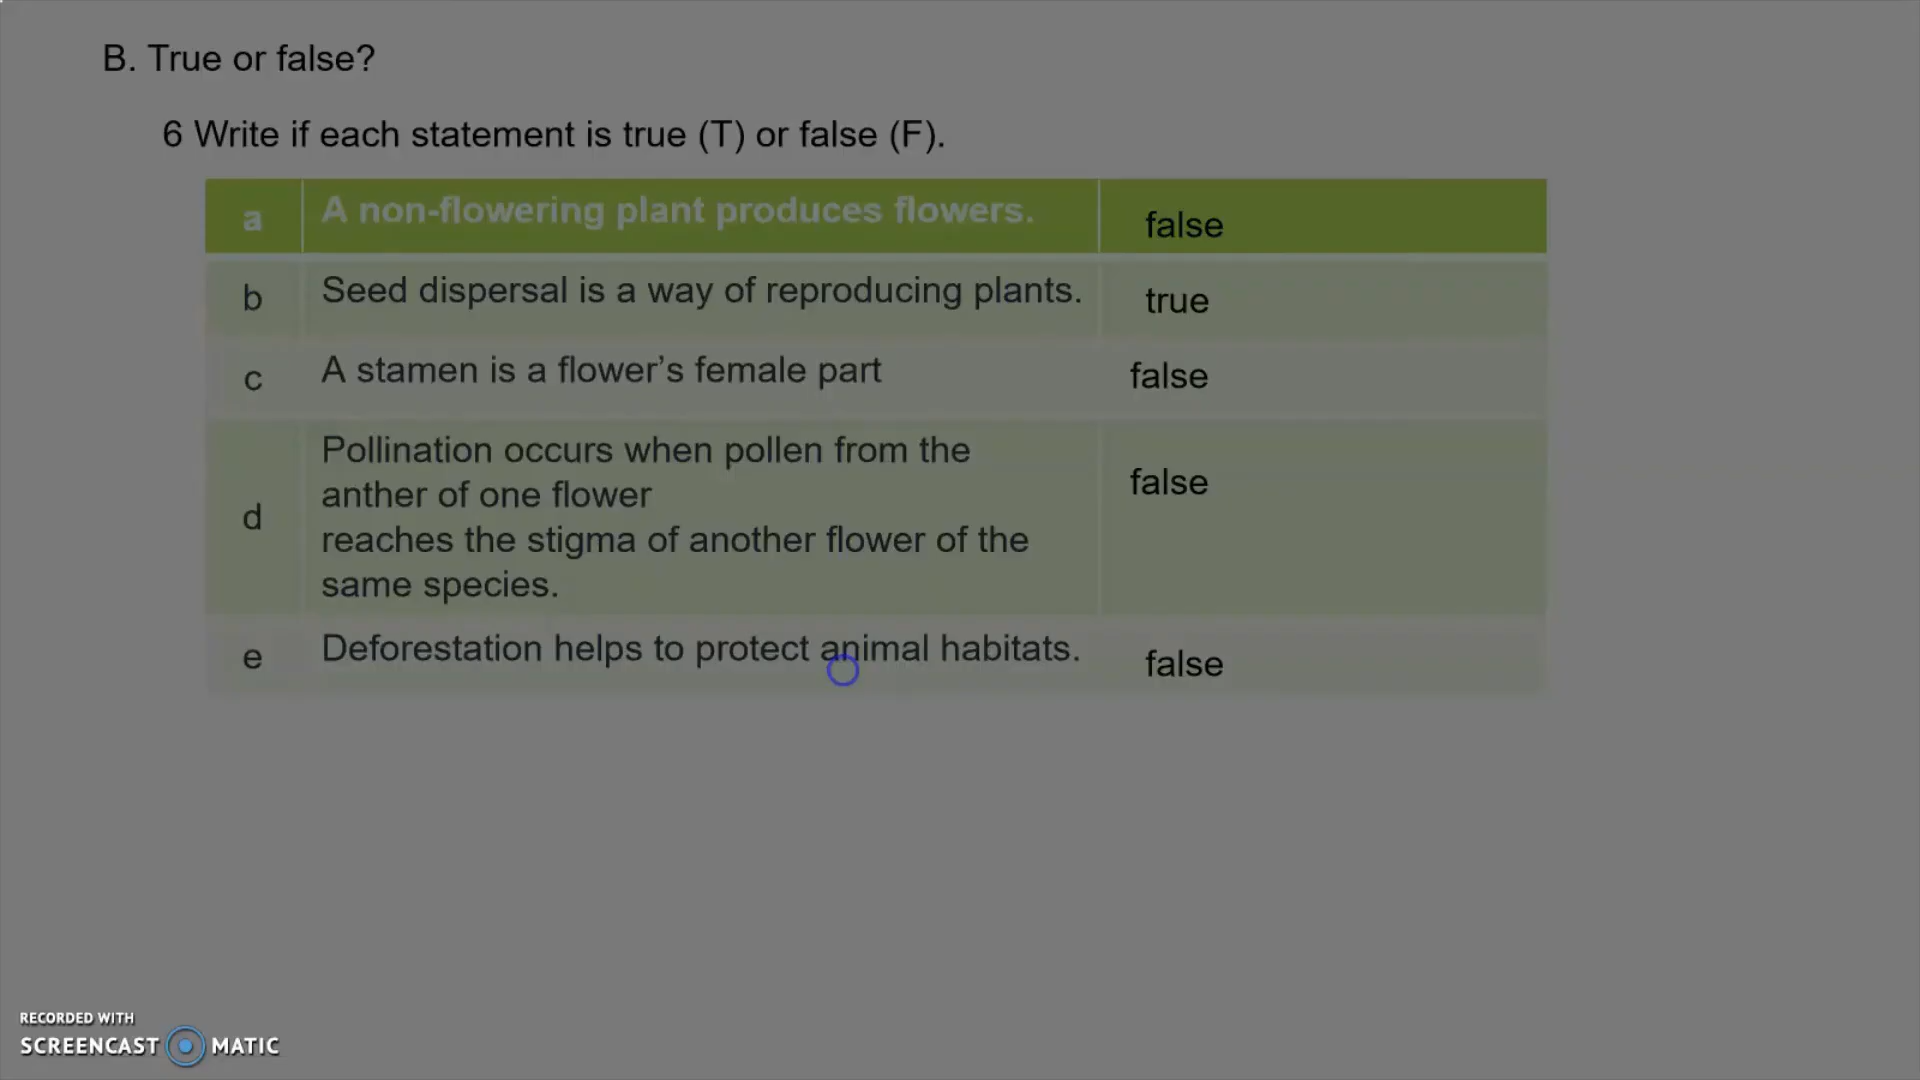 B. True or false?
6 Write if each statement is true (T) or false (F).
a A non-flowering plant produces flowers. false
b Seed dispersal is a way of reproducing plants. true
c A stamen is a flower’s female part false
d Pollination occurs when pollen from the
anther of one flower
reaches the stigma of another flower of the
same species. false
e Deforestation helps to protect animal habitats. false
RECORDED WITH
SCREENCAST MATIC